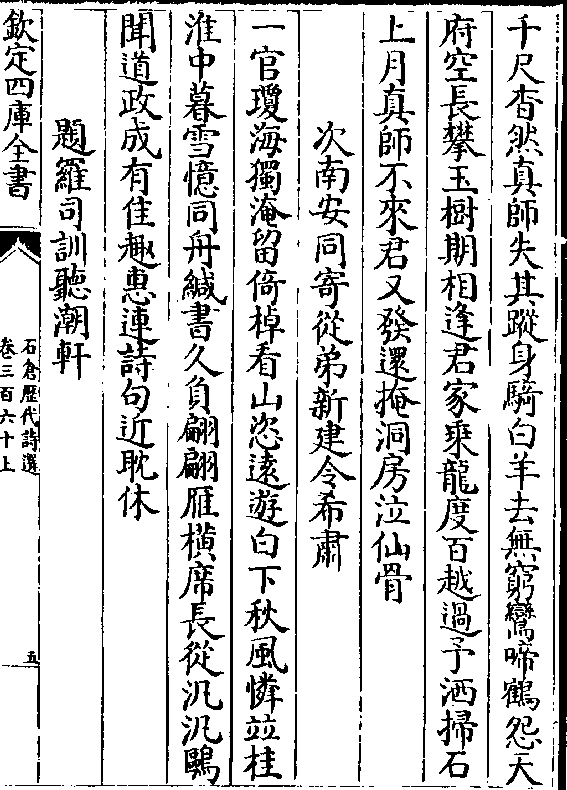 千尺杳然真師失其蹤身騎白羊去無窮鸞啼鶴怨天
府空長攀玉樹期相逢君家乘龍度百越過予洒掃石
上月真師不來君又發還掩洞房泣仙骨
次南安同寄從弟新建令希肅
一官瓊海獨淹留倚棹看山恣遠遊白下秋風憐竝桂
淮中暮雪憶同舟緘書久負翩翩雁橫席長從汎汎鷗
聞道政成有佳趣惠連詩句近耽休
題羅司訓聽潮軒
欽定四庫全書
石倉歷代詩選
卷三百六十上
五